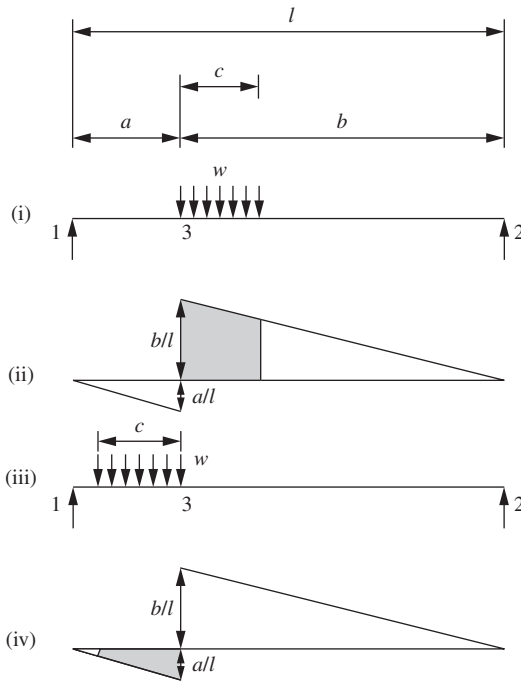 l
c
a b
w
(i)
1 3 2
b/l
(ii)
a/l
c
w
(iii)
1 3 2
b/l
(iv)
a/l